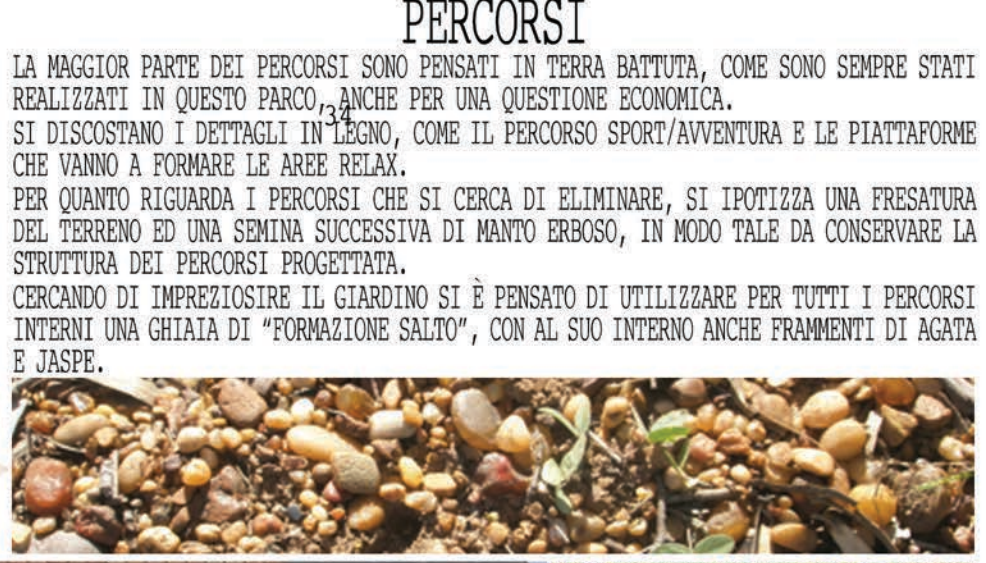 PERCORSI
LA MAGGIOR PARTE DEI PERCORSI SONO PENSATI IN TERRA BATTUTA, COME SONO SEMPRE STATI
REALIZZATI IN QUESTO PARCO, ANCHE PER UNA QUESTIONE ECONOMICA.
34
SI DISCOSTANO I DETTAGLI IN LEGNO, COME IL PERCORSO SPORT/AVVENTURA E LE PIATTAFORME
CHE VANNO A FORMARE LE AREE RELAX.
PER QUANTO RIGUARDA I PERCORSI CHE SI CERCA DI ELIMINARE, SI IPOTIZZA UNA FRESATURA
DEL TERRENO ED UNA SEMINA SUCCESSIVA DI MANTO ERBOSO, IN MODO TALE DA CONSERVARE LA
STRUTTURA DEI PERCORSI PROGETTATA.
CERCANDO DI IMPREZIOSIRE IL GIARDINO SI È PENSATO DI UTILIZZARE PER TUTTI I PERCORSI
INTERNI UNA GHIAIA DI “FORMAZIONE SALTO”, CON AL SUO INTERNO ANCHE FRAMMENTI DI AGATA
E JASPE.